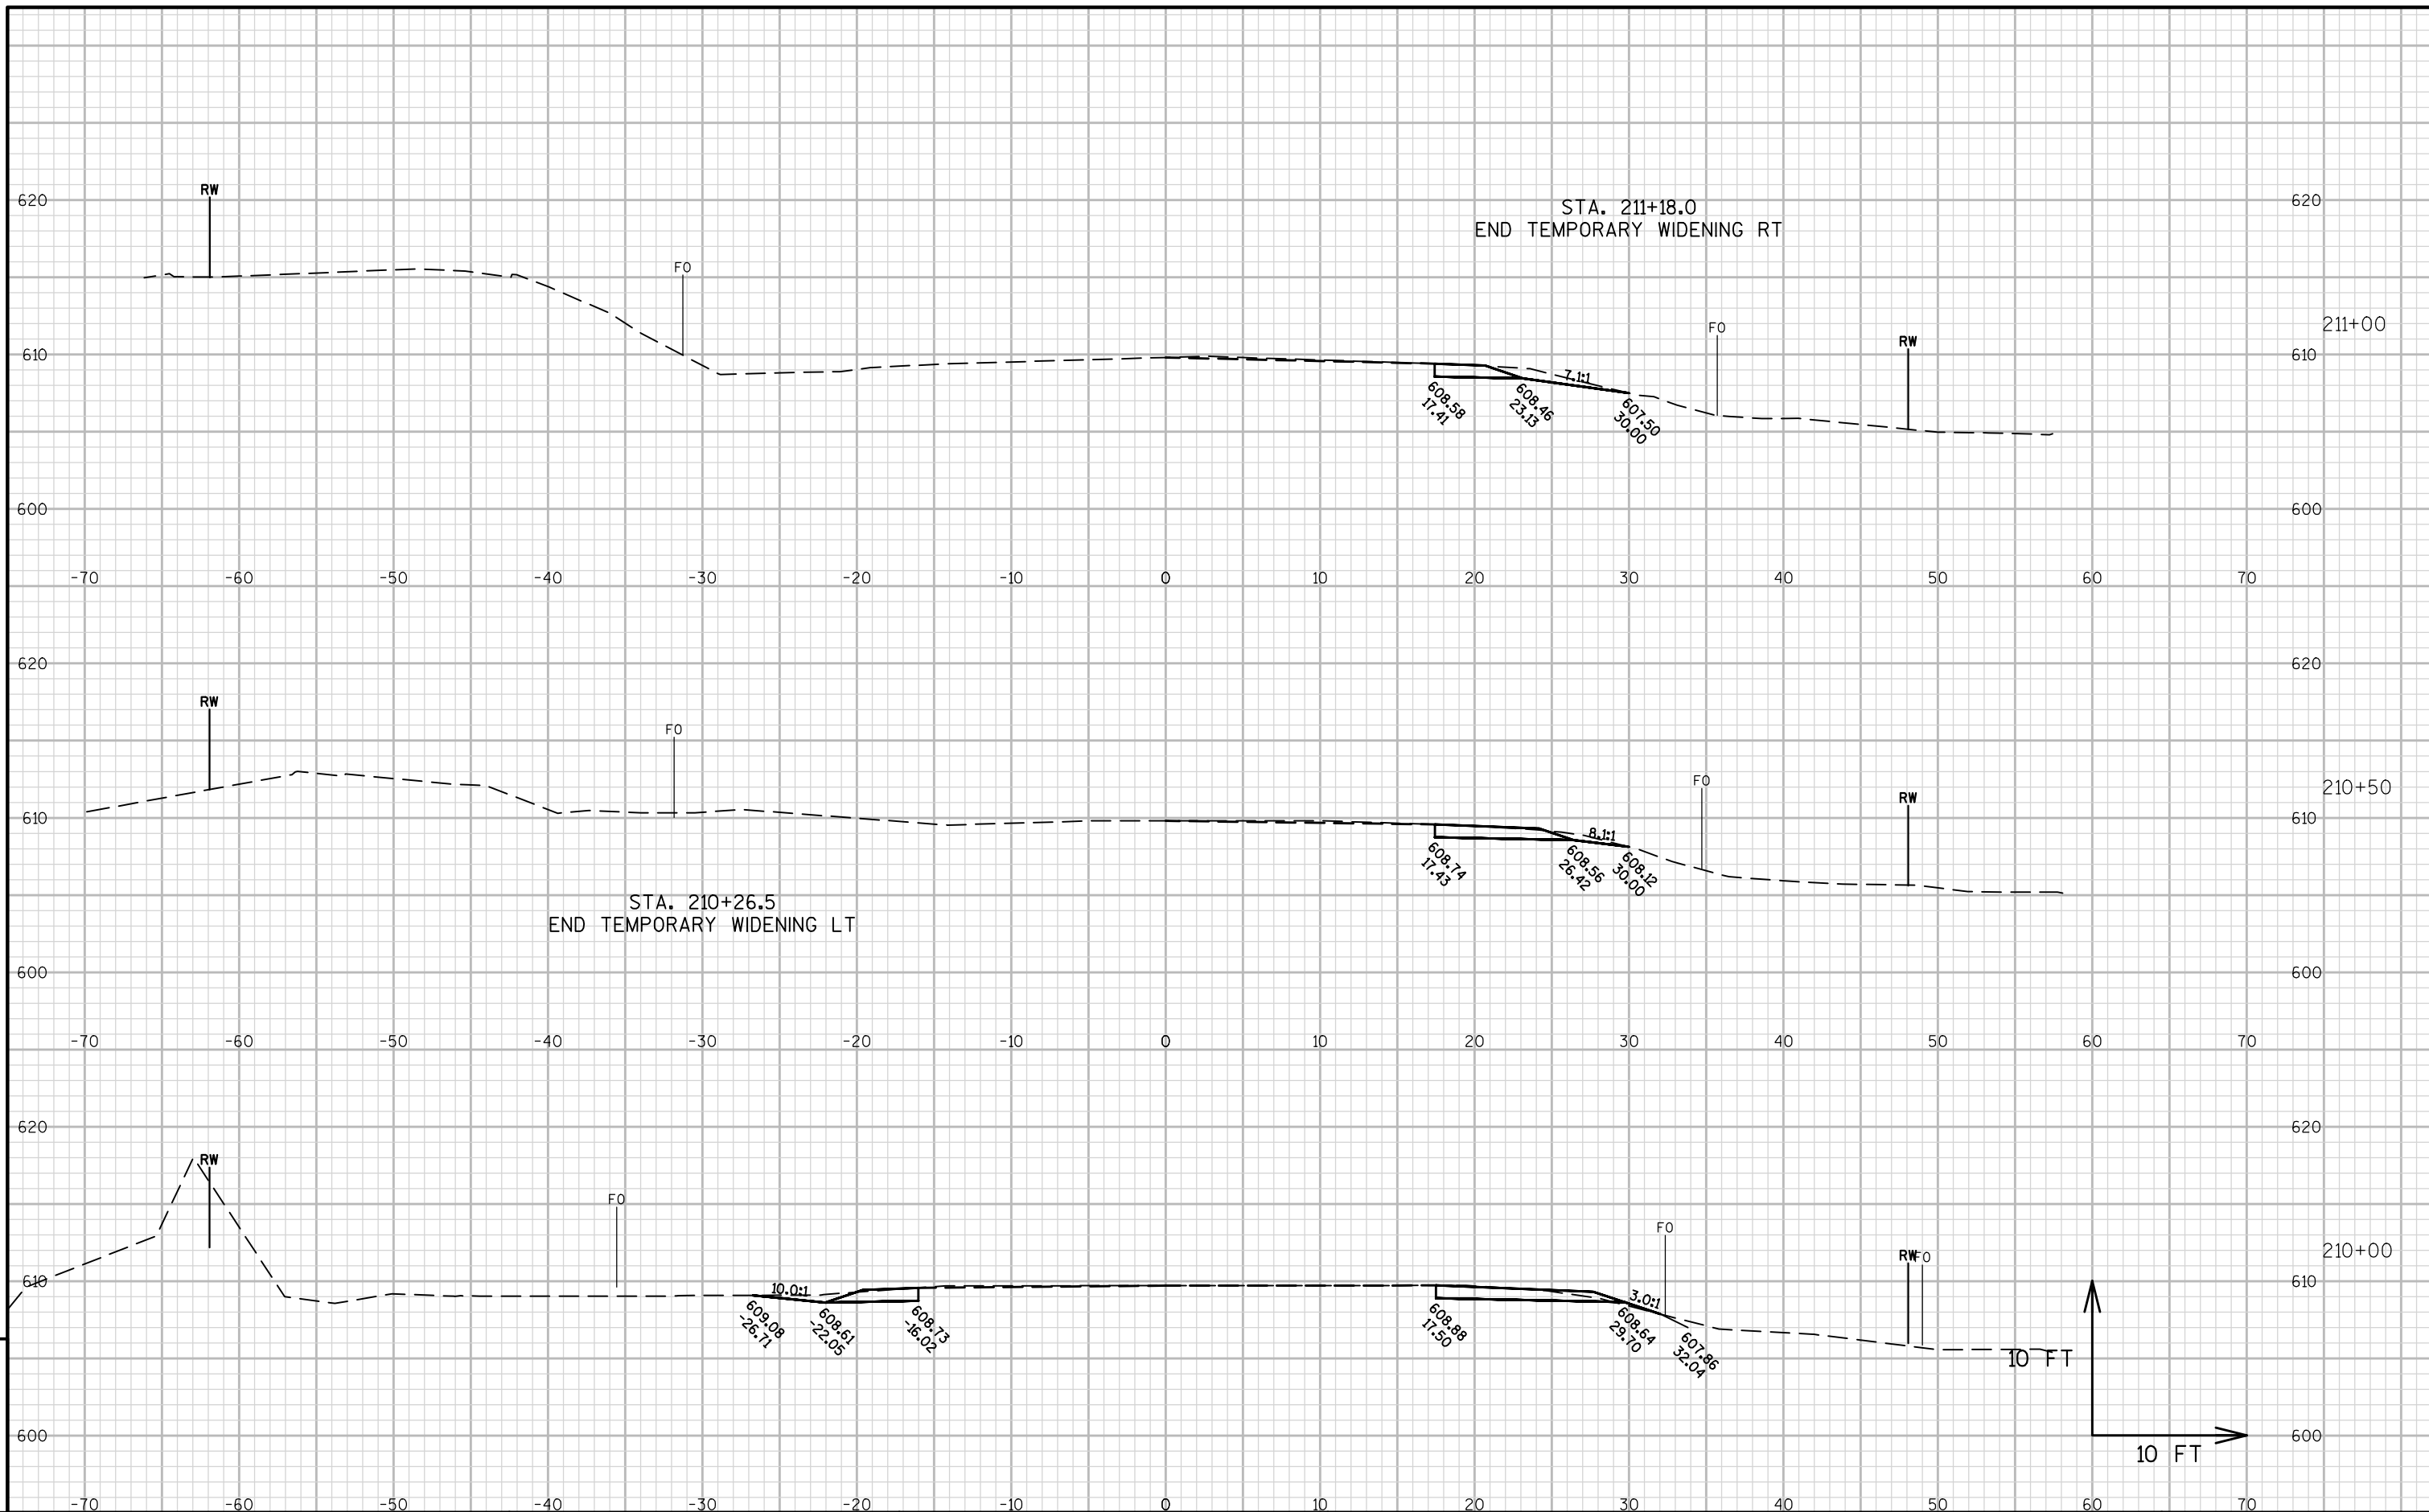 RW
620
STA. 211+18.0
END TEMPORARY WIDENING RT
620
FO
211+00
FO
RW
610
610
7.1:1
608.58
17.41
608.46
23.13
607.50
30.00
600
600
-70 -60 -50 -40 -30 -20 -10 0 10 20 30 40 50 60 70
620
620
RW
FO
FO
210+50
RW
610
610
8.1:1
608.74
17.43
608.56
26.42
608.12
30.00
STA. 210+26.5
END TEMPORARY WIDENING LT
600
600
-70 -60 -50 -40 -30 -20 -10 0 10 20 30 40 50 60 70
620
620
RW
FO
FO
210+00
RW
FO
610
610
10.0:1
3.0:1
609.08
-26.71
608.61
-22.05
608.73
-16.02
608.88
17.50
608.64
29.70
607.86
32.04
10 FT
600
600
10 FT
-70 -60 -50 -40 -30 -20 -10 0 10 20 30 40 50 60 70